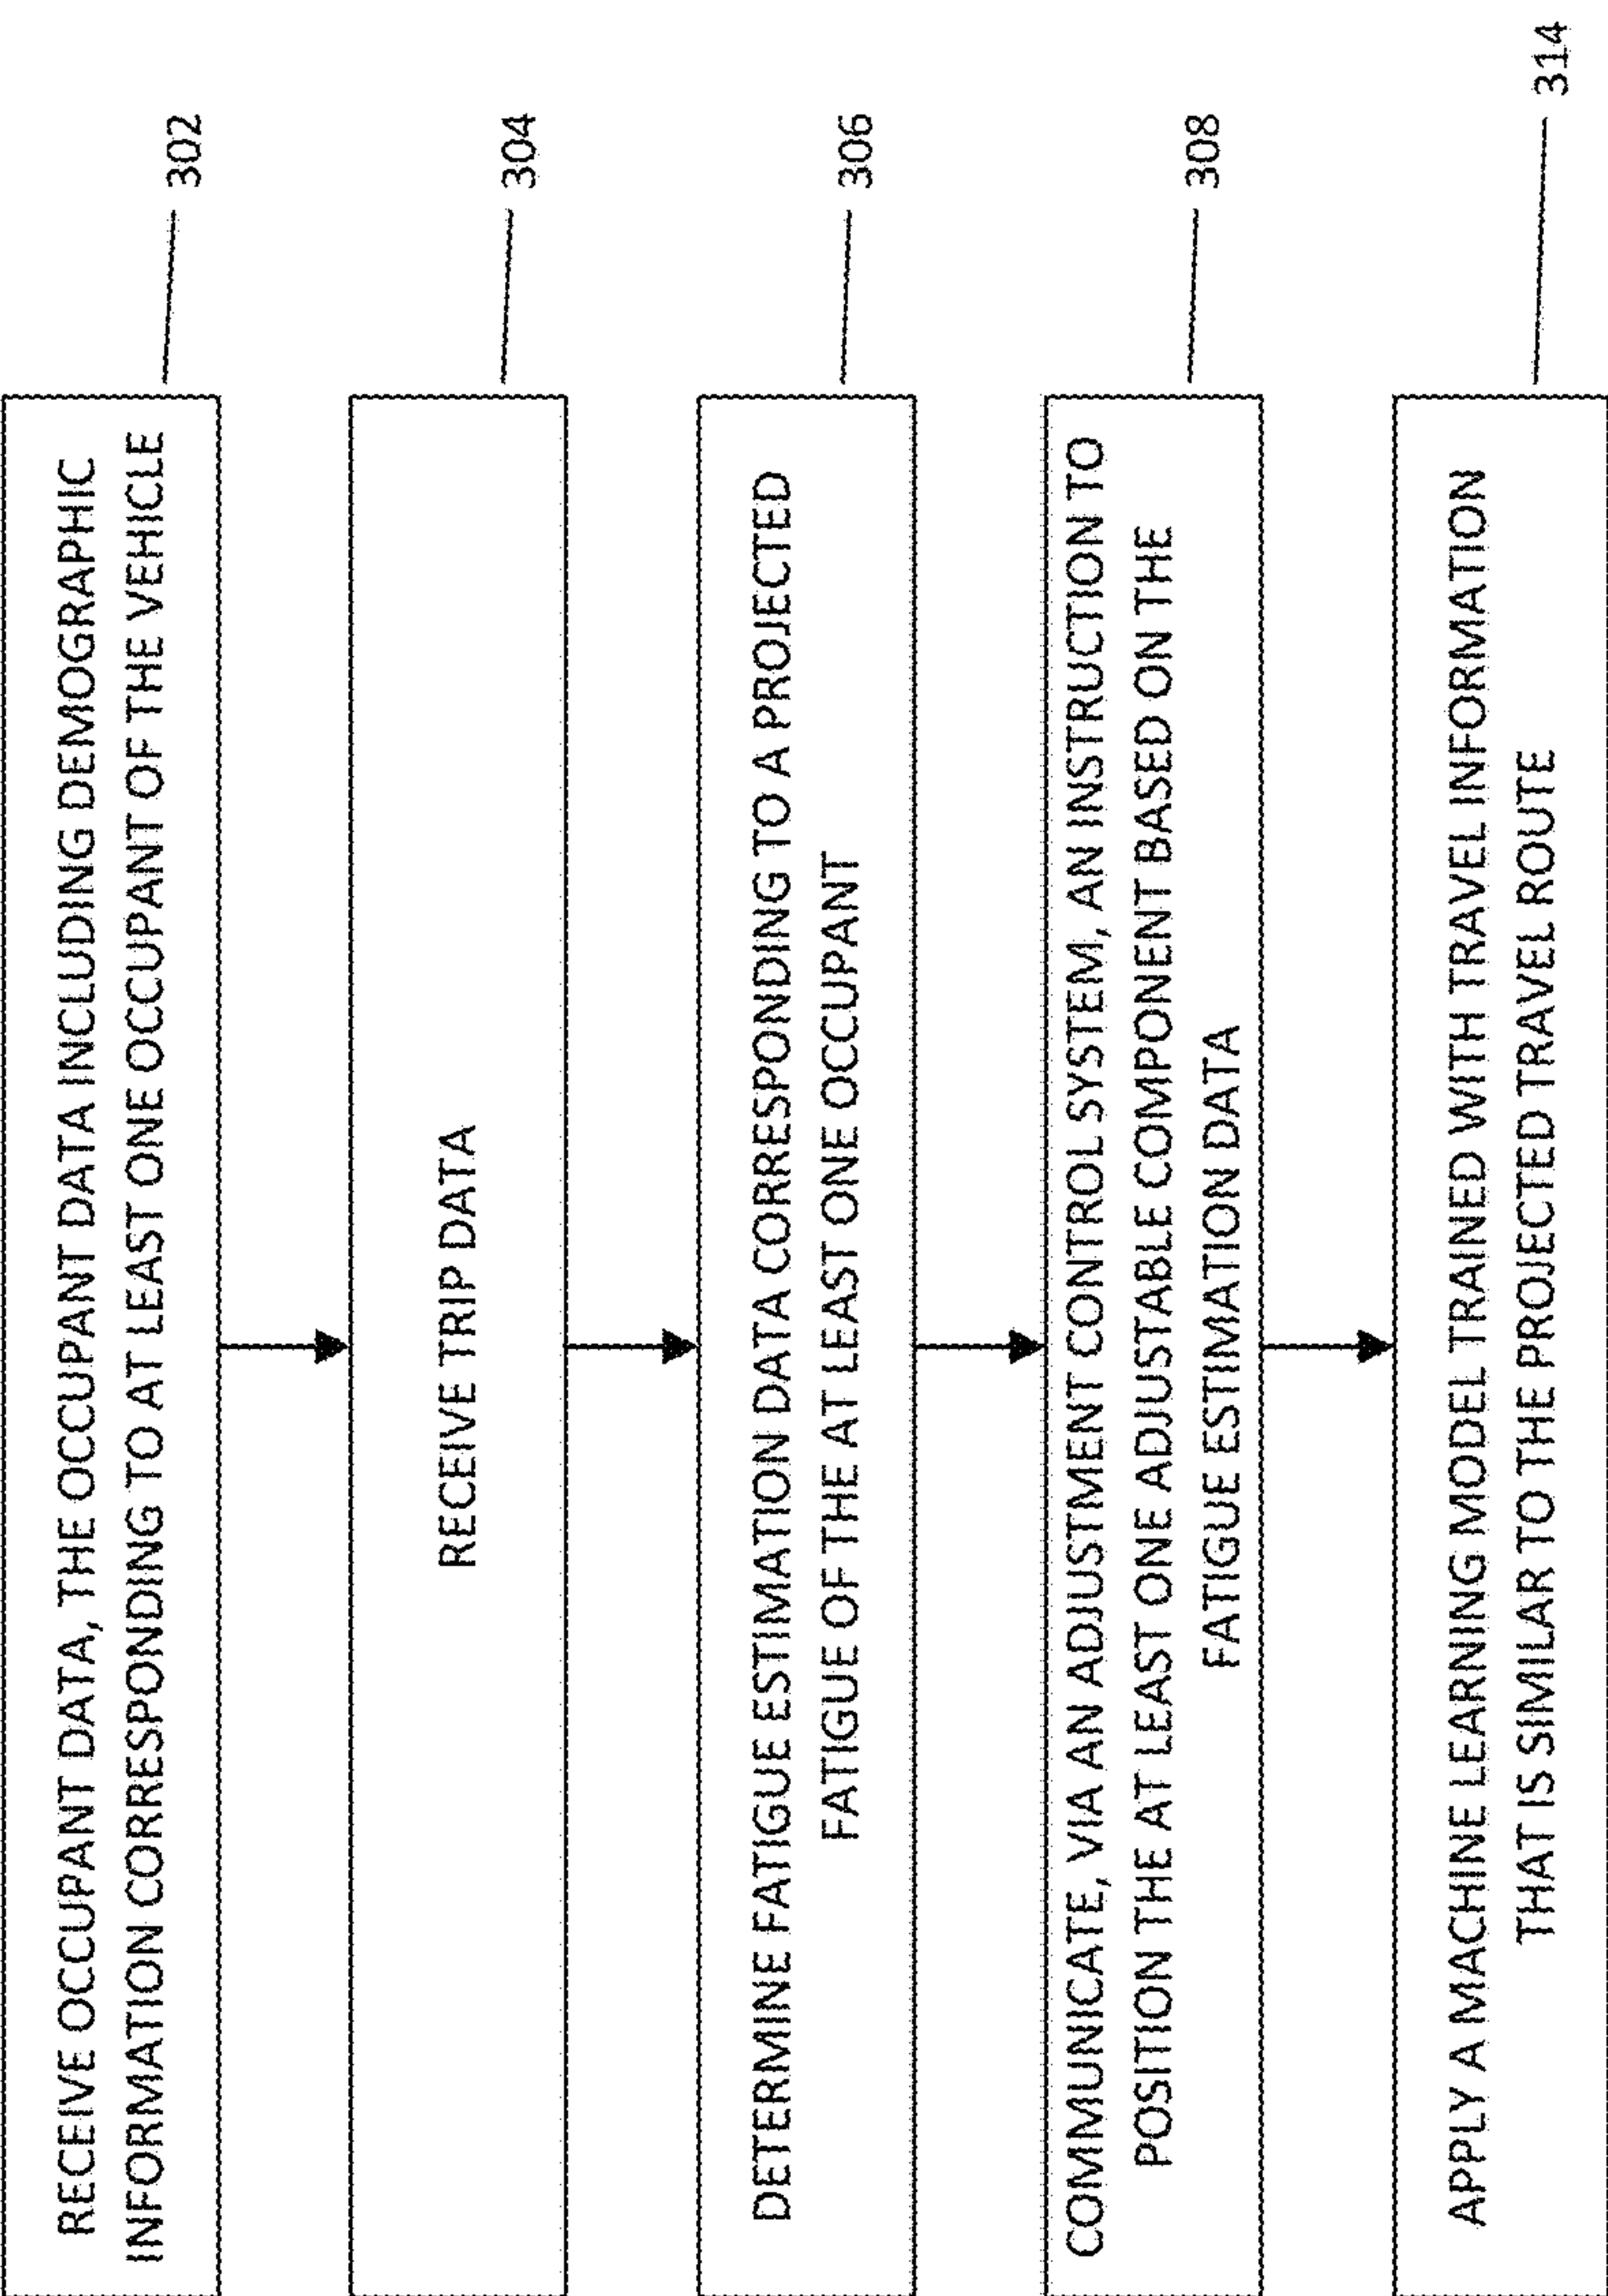 RECEIVE OCCUPANT DATA, THE OCCUPANT DATA INCLUDING DEMOGRAPHIC
INFORMATION CORRESPONDING TO AT LEAST ONE OCCUPANT OF THE VEHICLE
302
RECEIVE TRIP DATA
304
DETERMINE FATIGUE ESTIMATION DATA CORRESPONDING TO A PROJECTED
FATIGUE OF THE AT LEAST ONE OCCUPANT
306
COMMUNICATE, VIA AN ADJUSTMENT CONTROL SYSTEM, AN INSTRUCTION TO
POSITION THE AT LEAST ONE ADJUSTABLE COMPONENT BASED ON THE
FATIGUE ESTIMATION DATA
308
APPLY A MACHINE LEARNING MODEL TRAINED WITH TRAVEL INFORMATION
THAT IS SIMILAR TO THE PROJECTED TRAVEL ROUTE
314